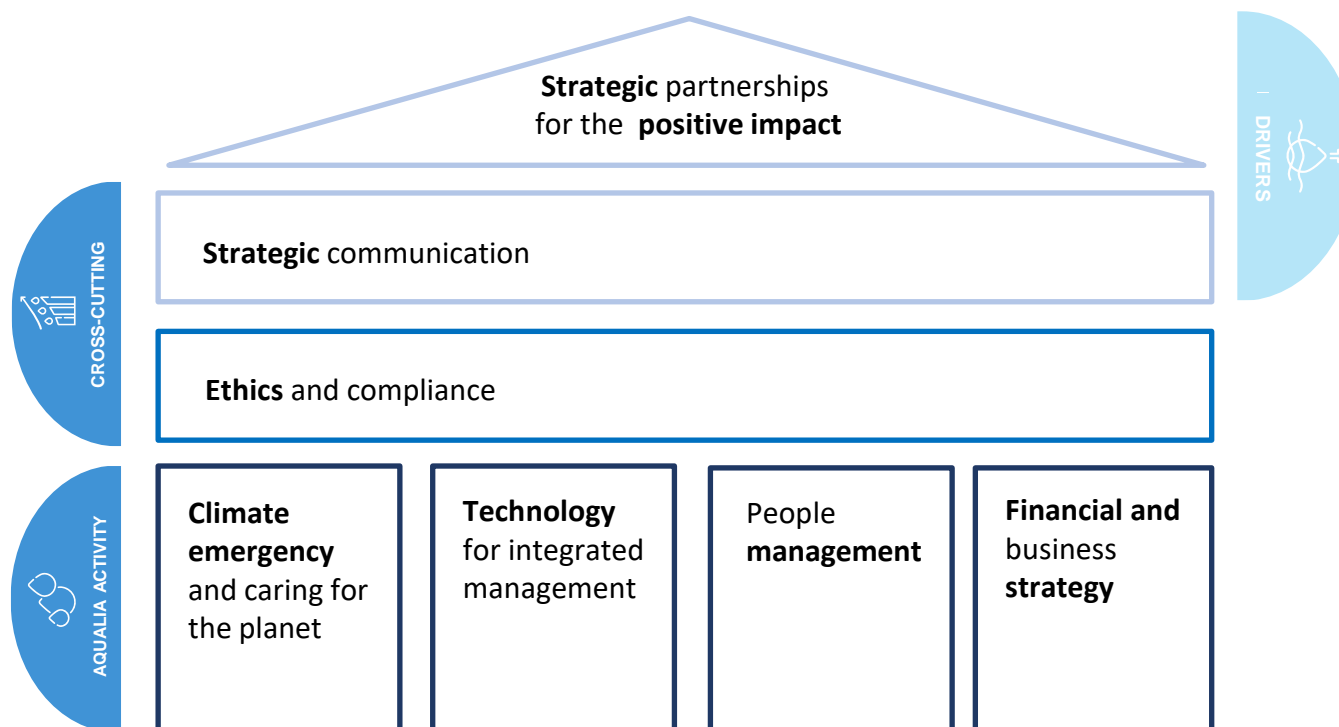 Strategic partnerships
for the positive impact
DRIVERS
CROSS-CUTTING
Strategic communication
Ethics and compliance
AQUALIA ACTIVITY
Climate
emergency
and caring for
the planet
Technology
for integrated
management
People
management
Financial and
business
strategy